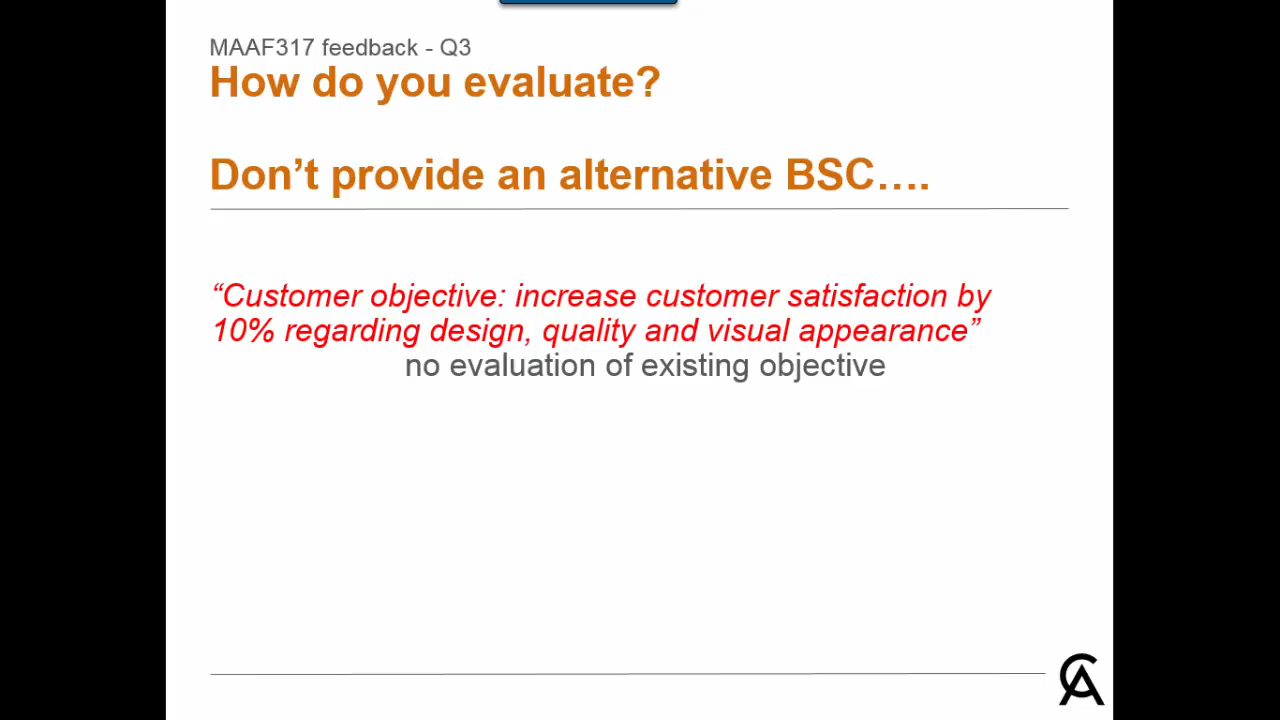 MAAF317 feedback - Q3
How do you evaluate?
Don’t provide an alternative BSC….
“Customer objective: increase customer satisfaction by
10% regarding design, quality and visual appearance”
no evaluation of existing objective
CA